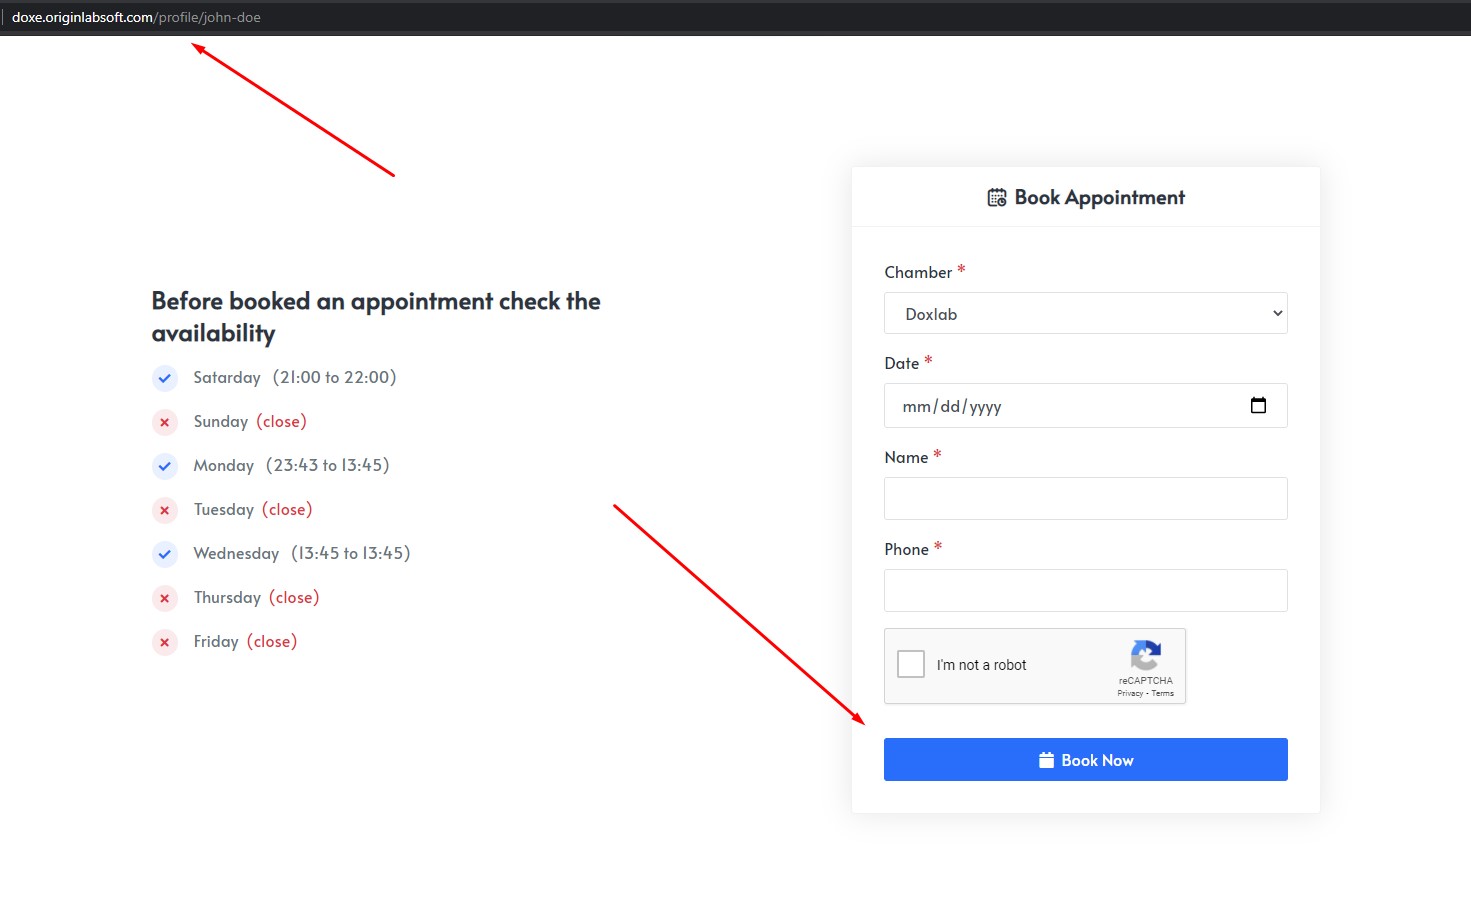 doxe.originlabsoft.com/profile/john-doe
Before booked an appointment check the
availability
Satarday (21:00 to 22:00)
Sunday (close)
Monday (23:43 to 13:45)
Tuesday (close)
Wednesday (13:45 to 13:45)
Thursday (close)
Friday (close)
Book Appointment
Chamber *
Doxlab
Date *
mm/dd/yyyy
Name *
Phone *
I'm not a robot
reCAPTCHA
Privacy - Terms
Book Now